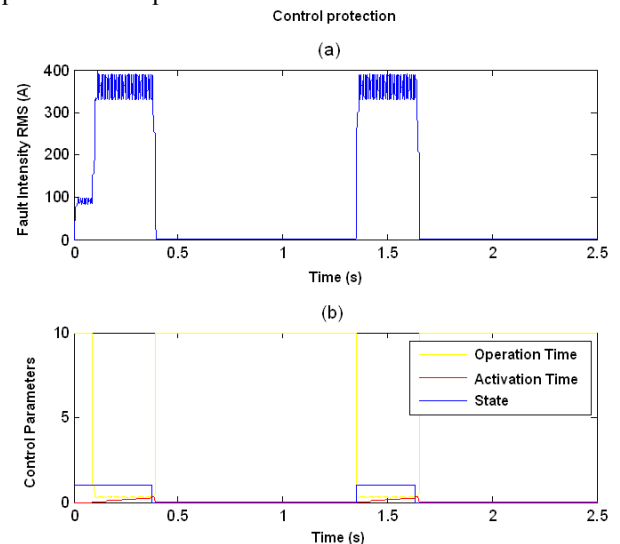 Control protection
(a)
Fault Intensity RMS (A)
400
300
200
100
0
0 0.5 1 1.5 2 2.5
Time (s)
(b)
Control Parameters
10
5
0
Operation Time
Activation Time
State
0 0.5 1 1.5 2 2.5
Time (s)